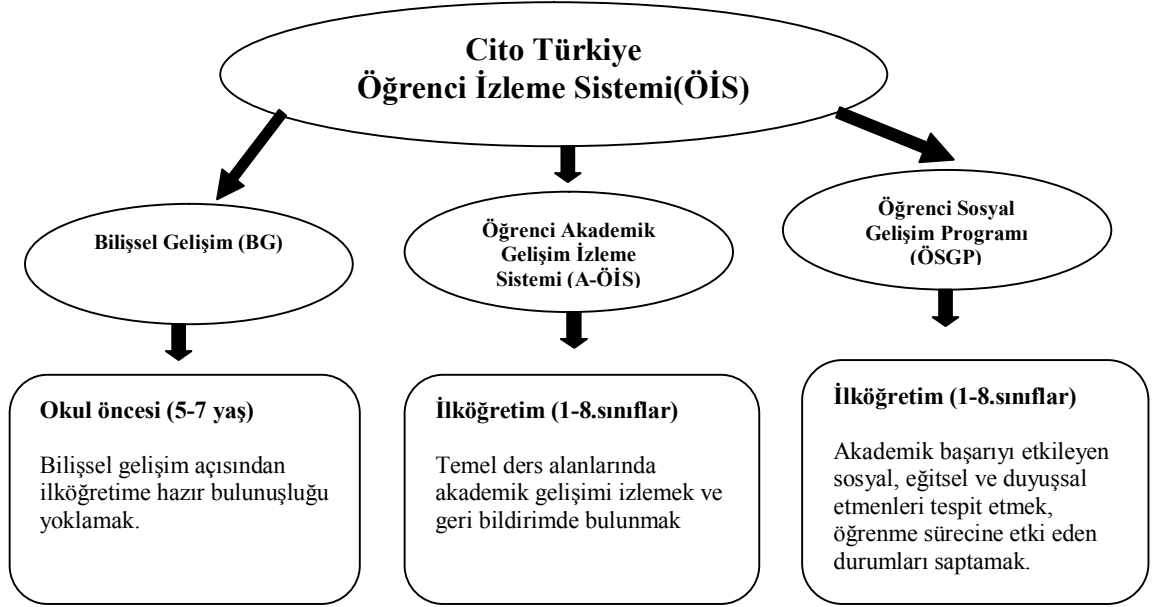 Cito Türkiye
Öğrenci İzleme Sistemi(ÖİS)
Bilişsel Gelişim (BG)
Öğrenci Akademik
Gelişim İzleme
Sistemi (A-ÖİS)
Öğrenci Sosyal
Gelişim Programı
(ÖSGP)
Okul öncesi (5-7 yaş)
Bilişsel gelişim açısından
ilköğretime hazır bulunuşluğu
yoklamak.
İlköğretim (1-8.sınıflar)
Temel ders alanlarında
akademik gelişimi izlemek ve
geri bildirimde bulunmak
İlköğretim (1-8.sınıflar)
Akademik başarıyı etkileyen
sosyal, eğitsel ve duyuşsal
etmenleri tespit etmek,
öğrenme sürecine etki eden
durumları saptamak.